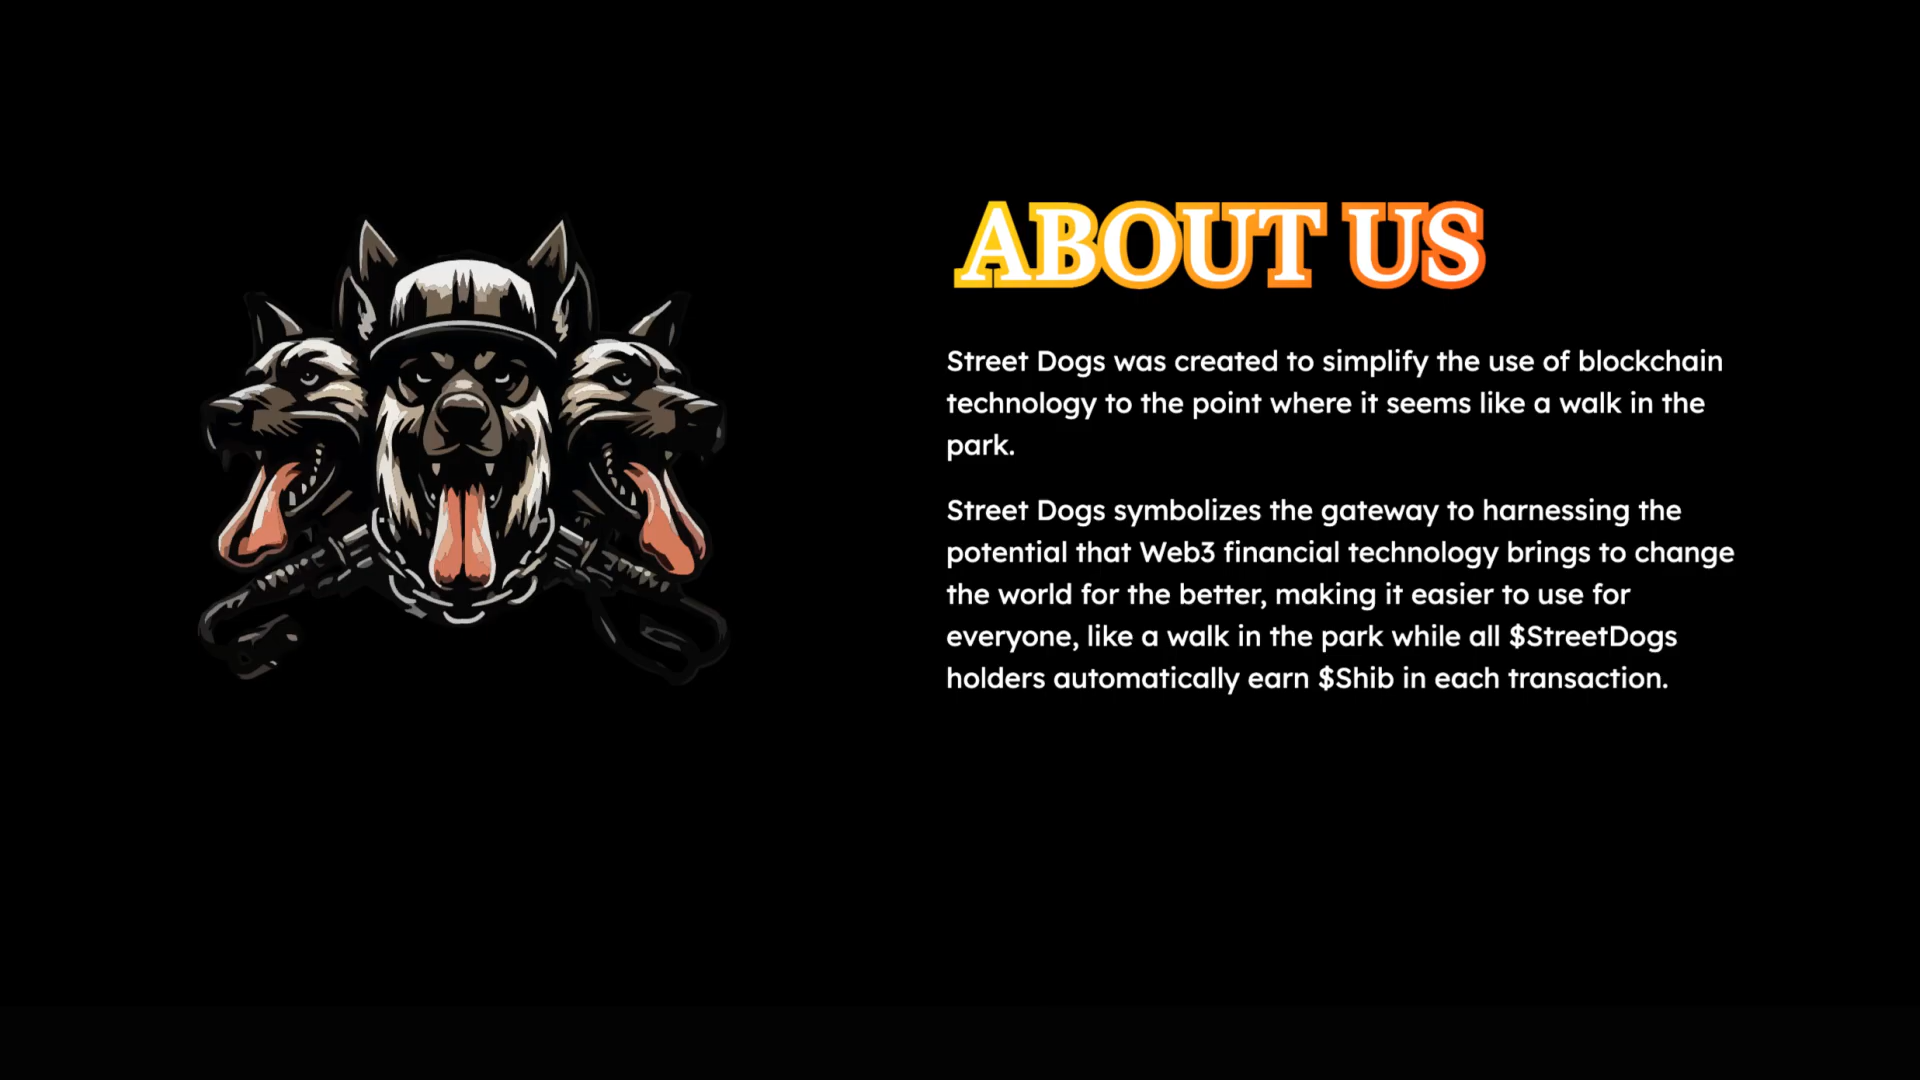 ABOUT US
Street Dogs was created to simplify the use of blockchain
technology to the point where it seems like a walk in the
park.
Street Dogs symbolizes the gateway to harnessing the
potential that Web3 financial technology brings to change
the world for the better, making it easier to use for
everyone, like a walk in the park while all $StreetDogs
holders automatically earn $Shib in each transaction.